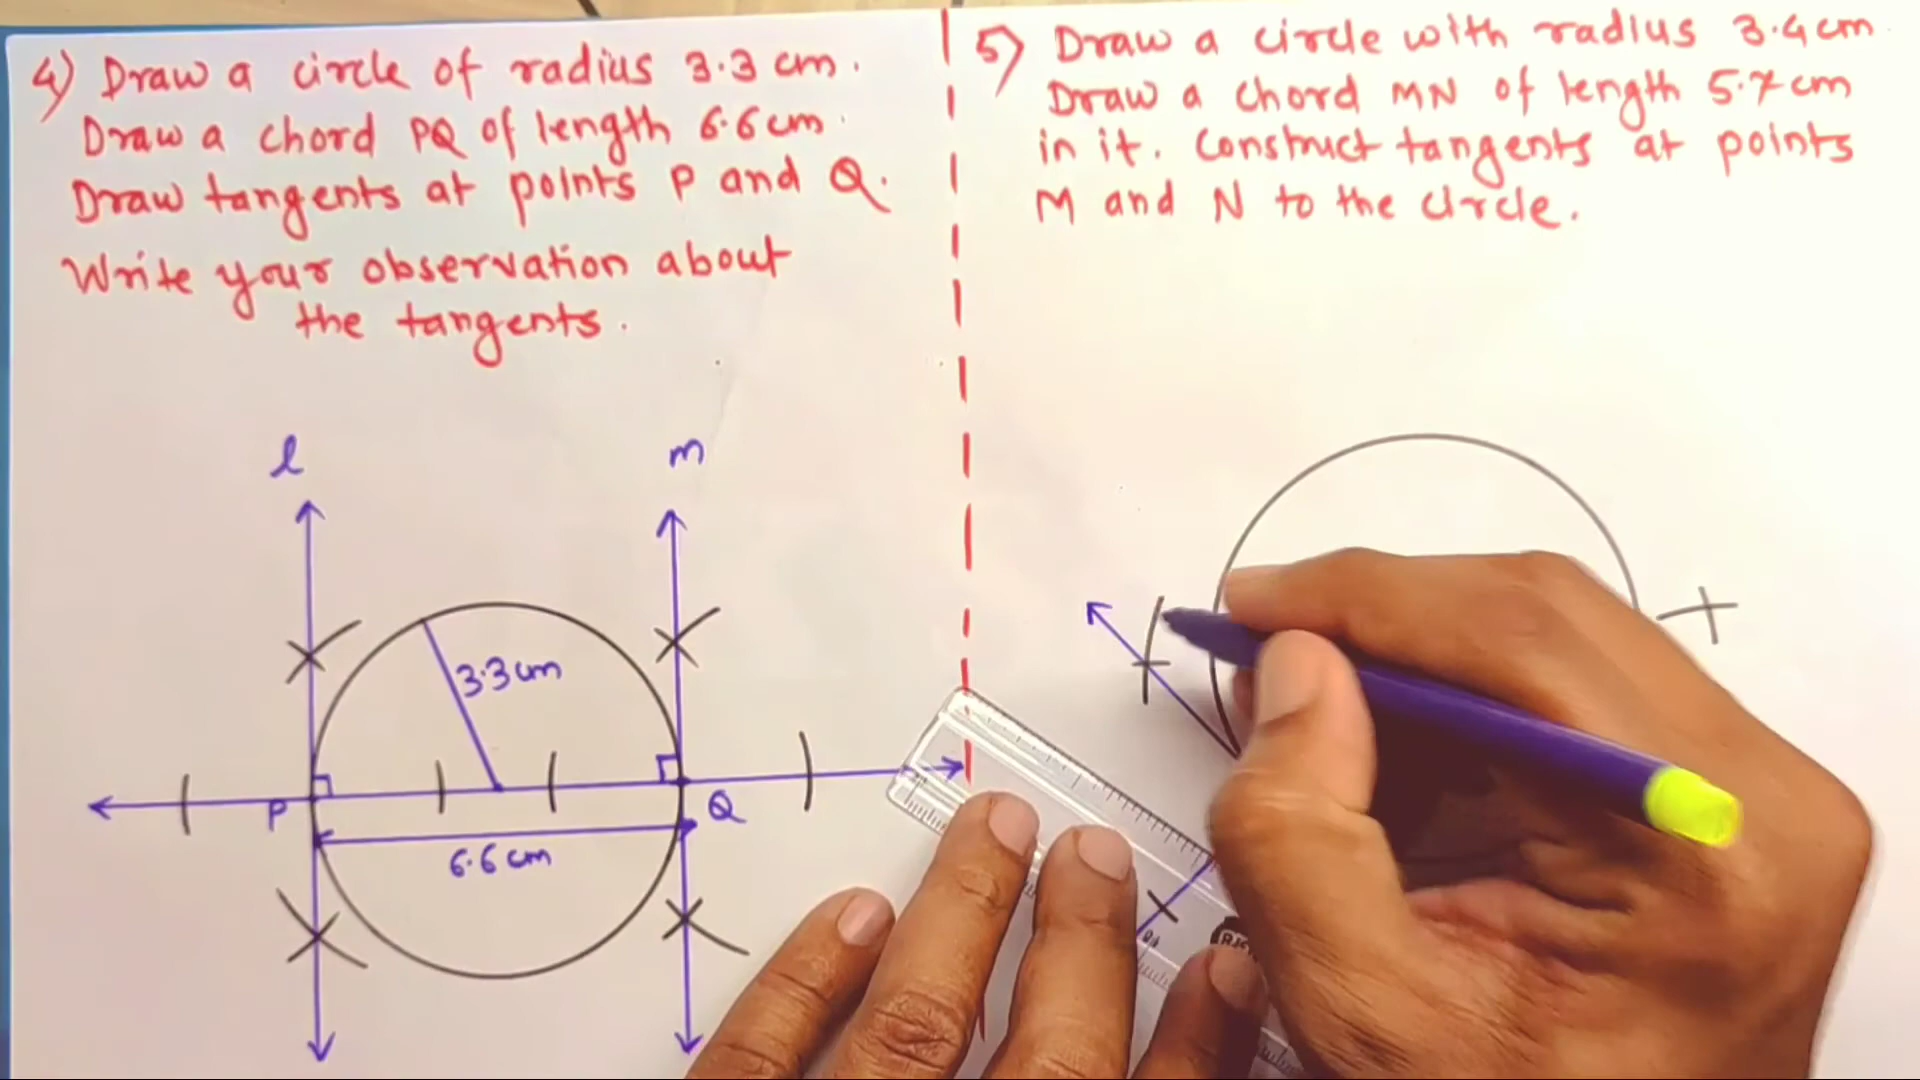 4) Draw a circle of radius 3.3 cm.
Draw a chord PQ of length 6.6 cm.
Draw tangents at points P and Q.
Write your observation about
the tangents.
5) Draw a circle with radius 3.4 cm.
Draw a chord MN of length 5.7 cm
in it. Construct tangents at points
M and N to the circle.
l
m
3.3 cm
P
Q
6.6 cm